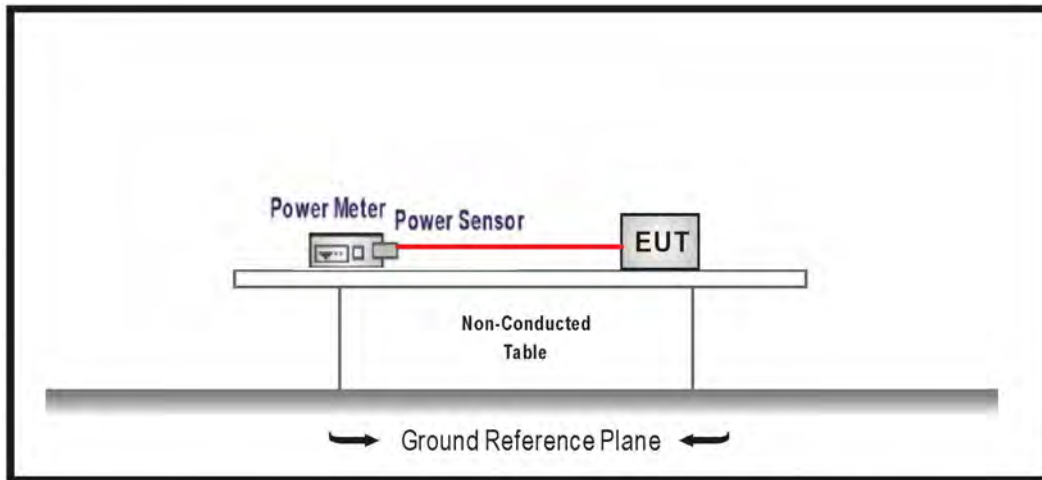 Power Meter
Power Sensor
EUT
Non-Conducted
Table
Ground Reference Plane